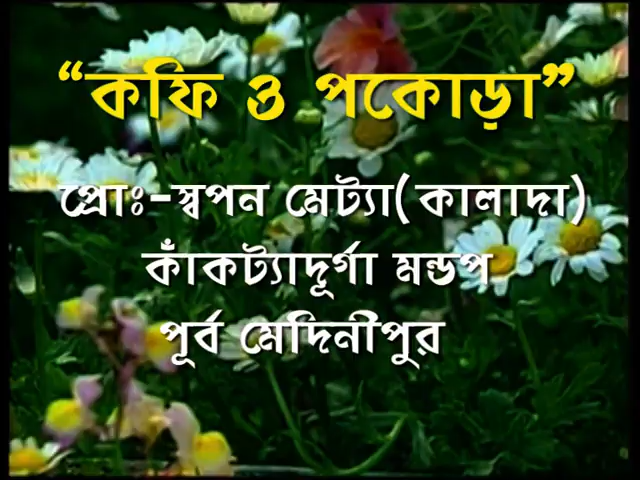 “কফি ও পকোড়া”
প্রোঃ-স্বপন মেট্যা(কালাদা)
কাঁকট্যাদূর্গা মন্ডপ
পূর্ব মেদিনীপুর